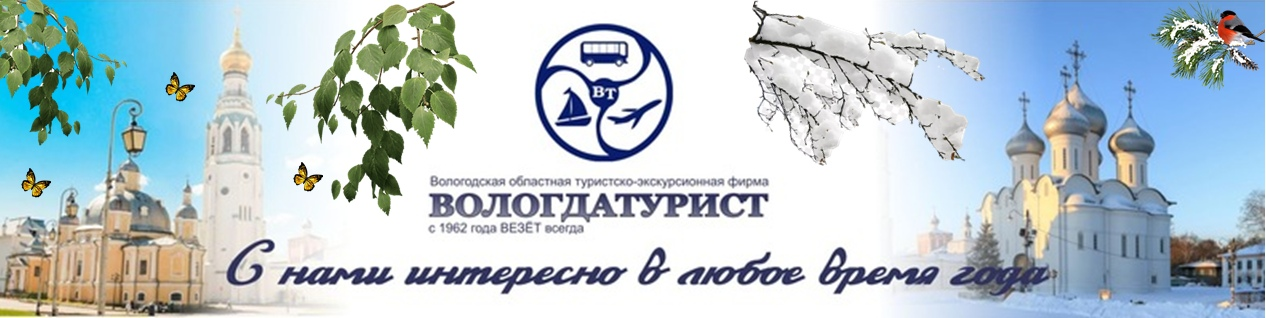 ВТ
Вологодская областная туристско-экскурсионная фирма
ВОЛОГДАТУРИСТ
с 1962 года ВЕЗЁТ всегда
С нами интересно в любое время года